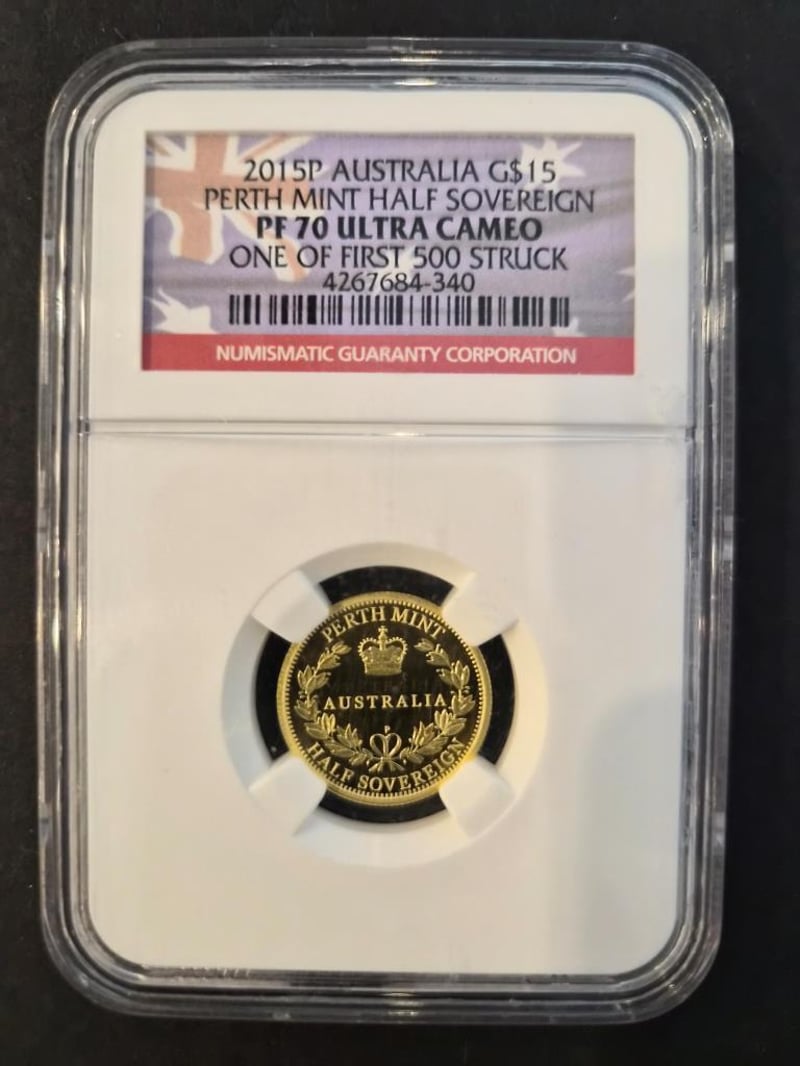 2015P AUSTRALIA G$15
PERTH MINT HALF SOVEREIGN
PF 70 ULTRA CAMEO
ONE OF FIRST 500 STRUCK
4267684-340
NUMISMATIC GUARANTY CORPORATION
PERTH MINT
AUSTRALIA
P
HALF SOVEREIGN